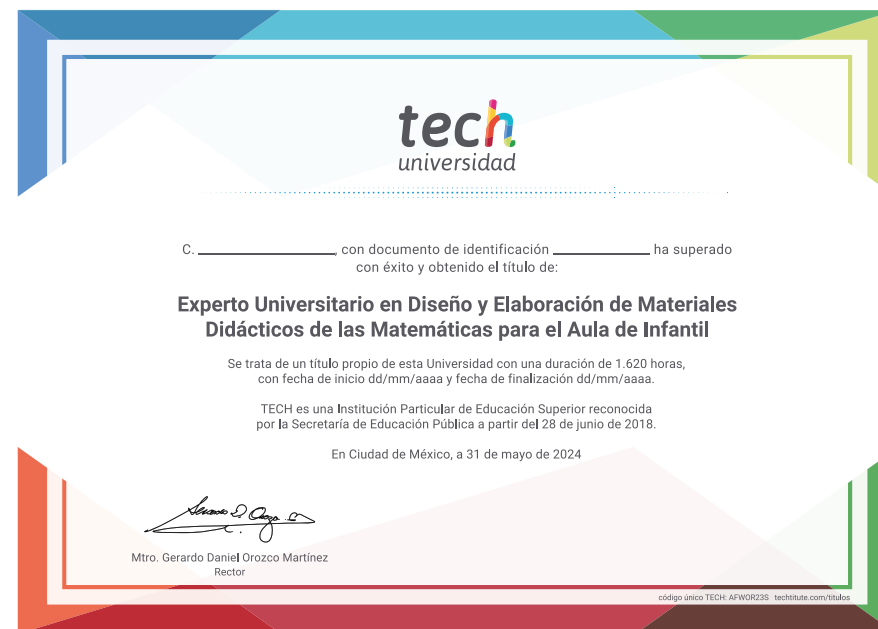 tech
universidad
C. ________________, con documento de identificación ___________ ha superado
con éxito y obtenido el título de:
Experto Universitario en Diseño y Elaboración de Materiales
Didácticos de las Matemáticas para el Aula de Infantil
Se trata de un título propio de esta Universidad con una duración de 1.620 horas,
con fecha de inicio dd/mm/aaaa y fecha de finalización dd/mm/aaaa.
TECH es una Institución Particular de Educación Superior reconocida
por la Secretaría de Educación Pública a partir del 28 de junio de 2018.
En Ciudad de México, a 31 de mayo de 2024
Mtro. Gerardo Daniel Orozco Martínez
Rector
código único TECH: AFWOR23S techtitute.com/titulos